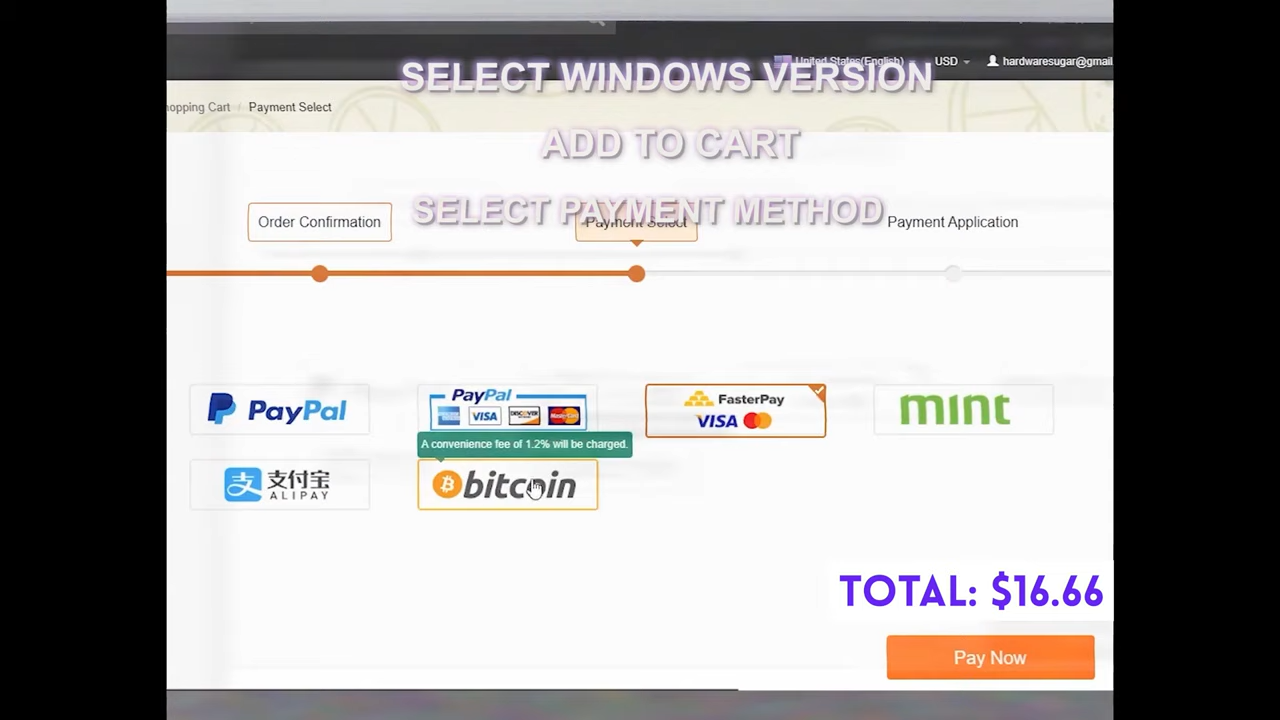 United States(English)
USD
hardwaresugar@gmail
SELECT WINDOWS VERSION
opping Cart / Payment Select
ADD TO CART
SELECT PAYMENT METHOD
Order Confirmation
Payment Select
Payment Application
PayPal
PayPal
VISA DISCOVER
FasterPay
VISA
mint
A convenience fee of 1.2% will be charged.
支付宝
ALIPAY
bitcoin
TOTAL: $16.66
Pay Now